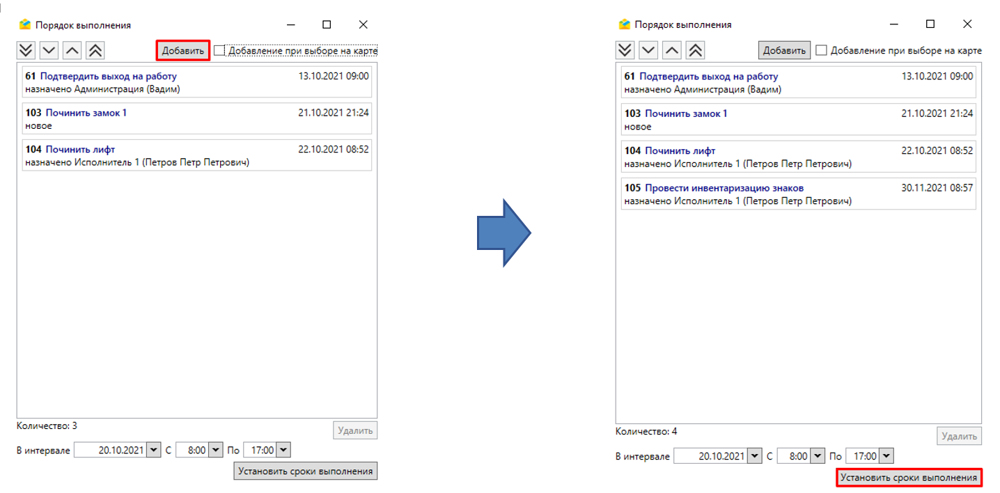 Порядок выполнения
Добавить Добавление при выборе на карте
61 Подтвердить выход на работу 13.10.2021 09:00
назначено Администрация (Вадим)
103 Починить замок 1 21.10.2021 21:24
новое
104 Починить лифт 22.10.2021 08:52
назначено Исполнитель 1 (Петров Петр Петрович)
Количество: 3
Удалить
В интервале 20.10.2021 С 8:00 По 17:00
Установить сроки выполнения
Порядок выполнения
Добавить Добавление при выборе на карте
61 Подтвердить выход на работу 13.10.2021 09:00
назначено Администрация (Вадим)
103 Починить замок 1 21.10.2021 21:24
новое
104 Починить лифт 22.10.2021 08:52
назначено Исполнитель 1 (Петров Петр Петрович)
105 Провести инвентаризацию знаков 30.11.2021 08:57
назначено Исполнитель 1 (Петров Петр Петрович)
Количество: 4
Удалить
В интервале 20.10.2021 С 8:00 По 17:00
Установить сроки выполнения